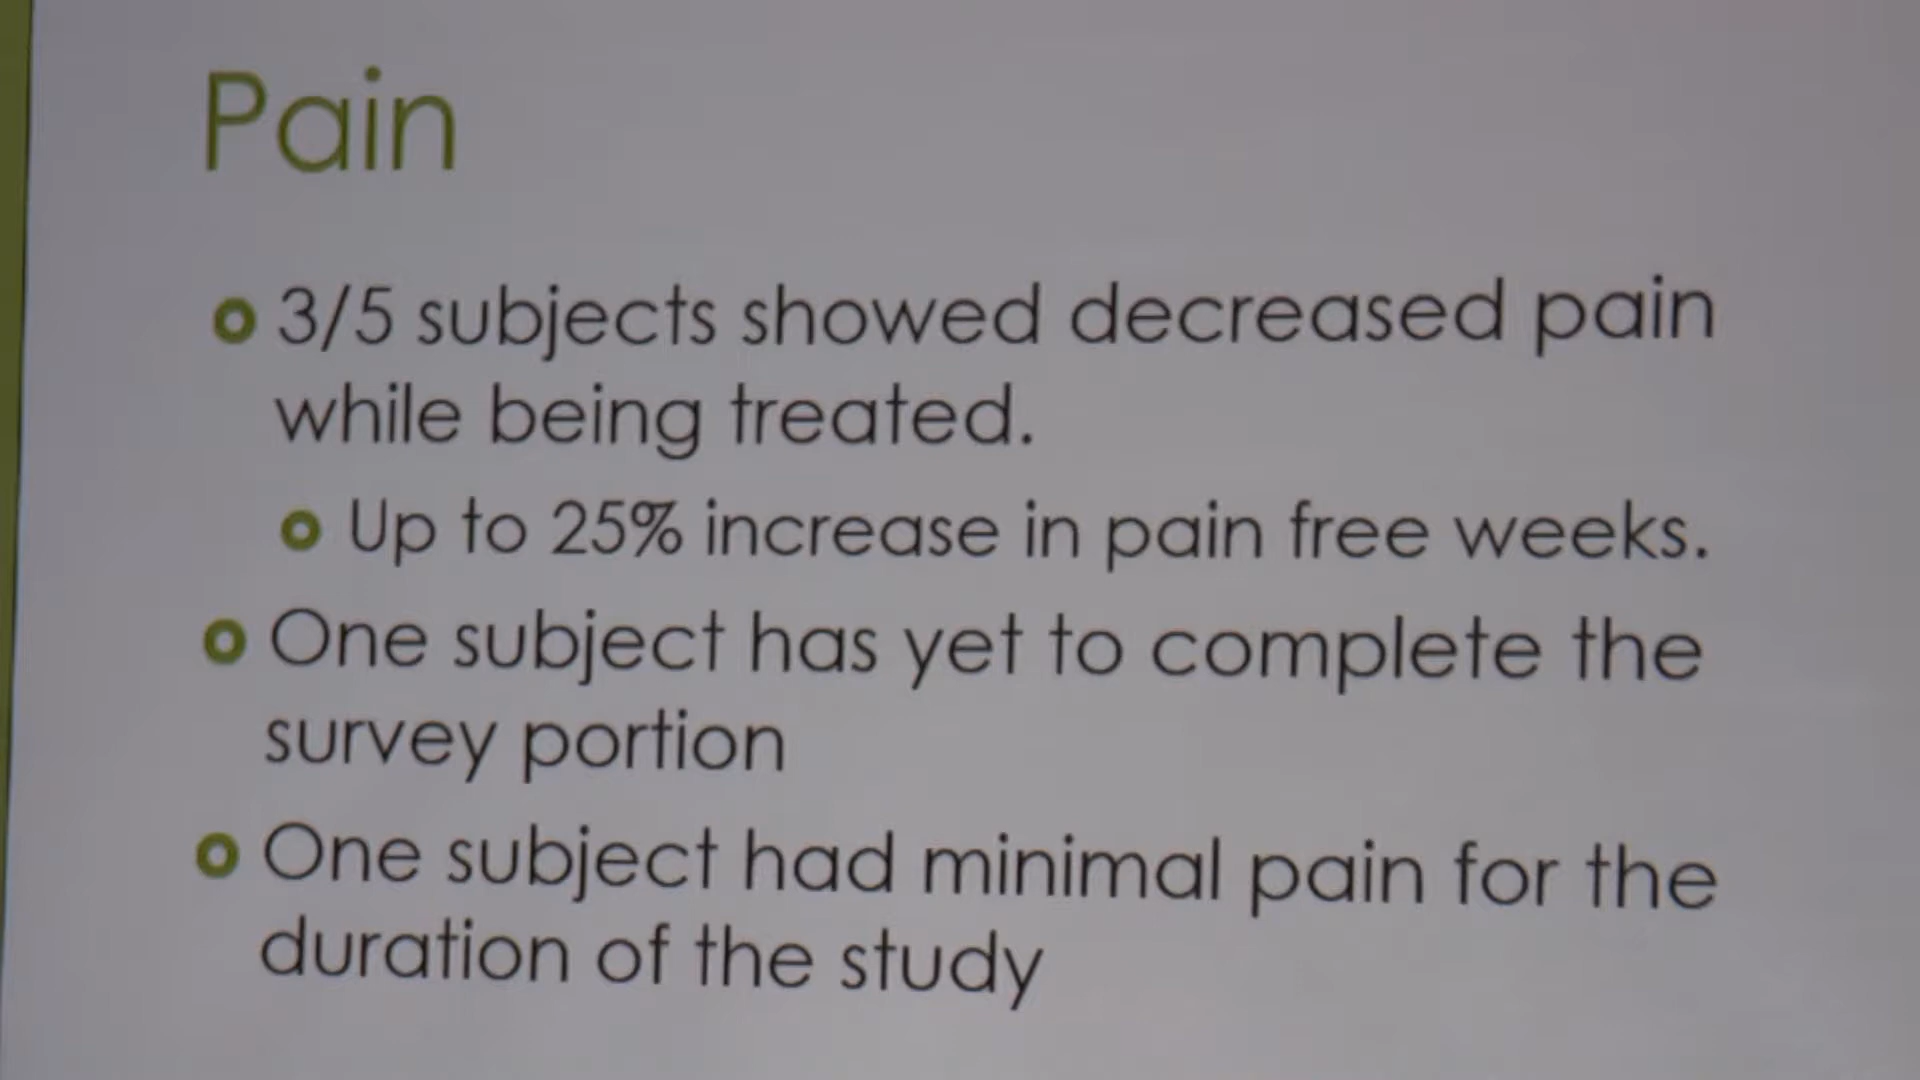 Pain
3/5 subjects showed decreased pain
while being treated.
Up to 25% increase in pain free weeks.
One subject has yet to complete the
survey portion
One subject had minimal pain for the
duration of the study